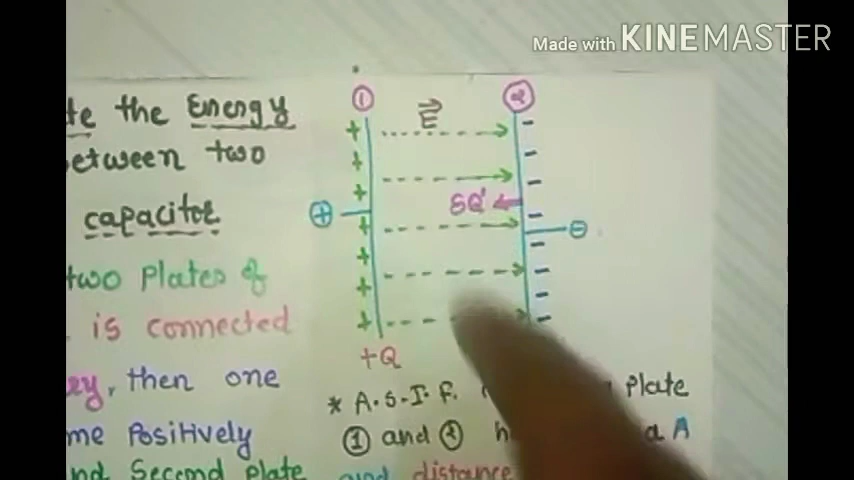 Made with KINEMASTER
te the Energy
etween two
capacitor
two Plates of
is connected
ey, then one
me Positively
nd Second Plate
① ②
E
δQ'
+Q
* A.S.I.F. Plate
① and ② h a A
and distance